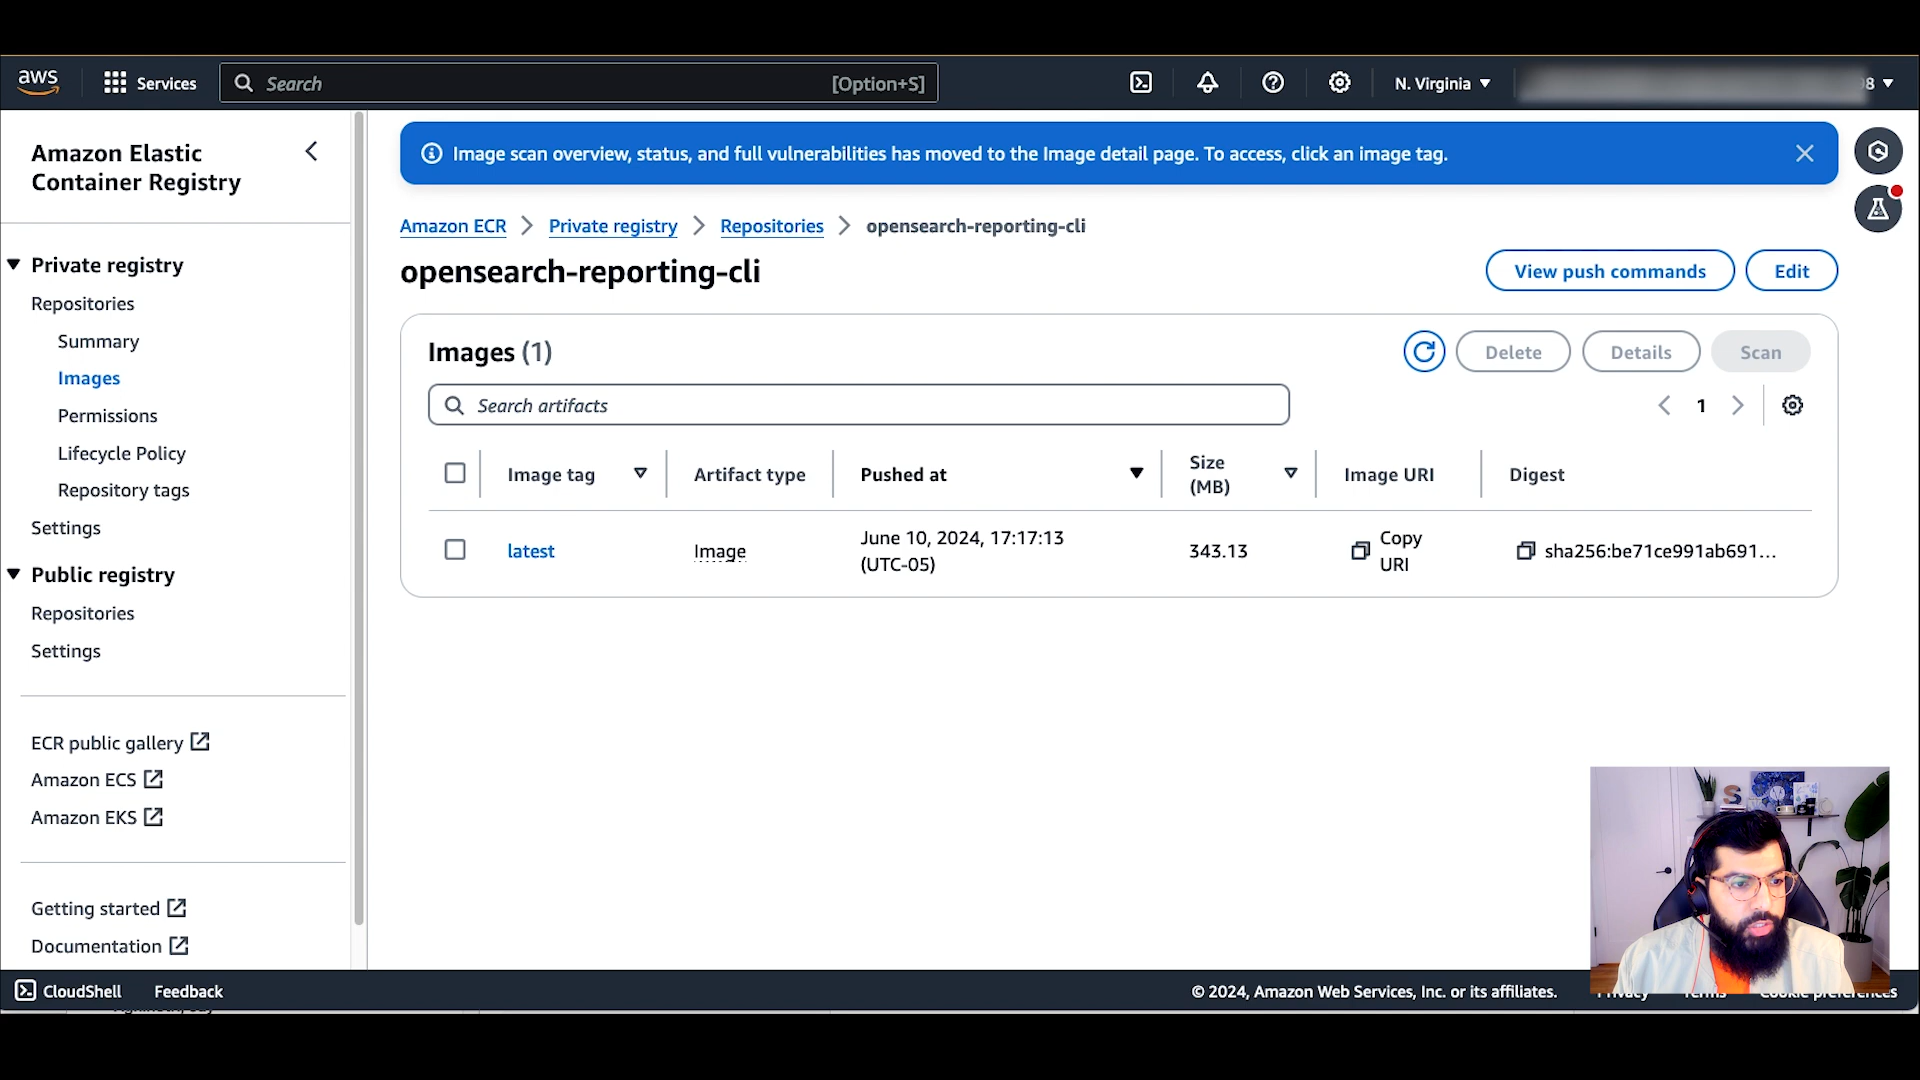 aws
Services
Search
[Option+S]
N. Virginia
8
Amazon Elastic
Container Registry
Private registry
Repositories
Summary
Images
Permissions
Lifecycle Policy
Repository tags
Settings
Public registry
Repositories
Settings
ECR public gallery
Amazon ECS
Amazon EKS
Getting started
Documentation
Image scan overview, status, and full vulnerabilities has moved to the Image detail page. To access, click an image tag.
Amazon ECR
Private registry
Repositories
opensearch-reporting-cli
opensearch-reporting-cli
View push commands
Edit
Images (1)
Delete
Details
Scan
Search artifacts
1
Image tag
Artifact type
Pushed at
Size
(MB)
Image URI
Digest
latest
Image
June 10, 2024, 17:17:13
(UTC-05)
343.13
Copy
URI
sha256:be71ce991ab691...
CloudShell
Feedback
© 2024, Amazon Web Services, Inc. or its affiliates.
Privacy
Terms
Cookie preferences